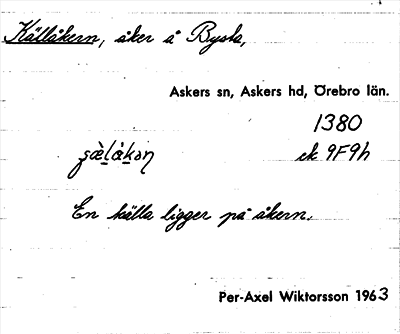 Källåkern, åker å Bysta,
Askers sn, Askers hd, Örebro län.
1380
ek 9F9h
En källa ligger på åkern.
Per-Axel Wiktorsson 1963